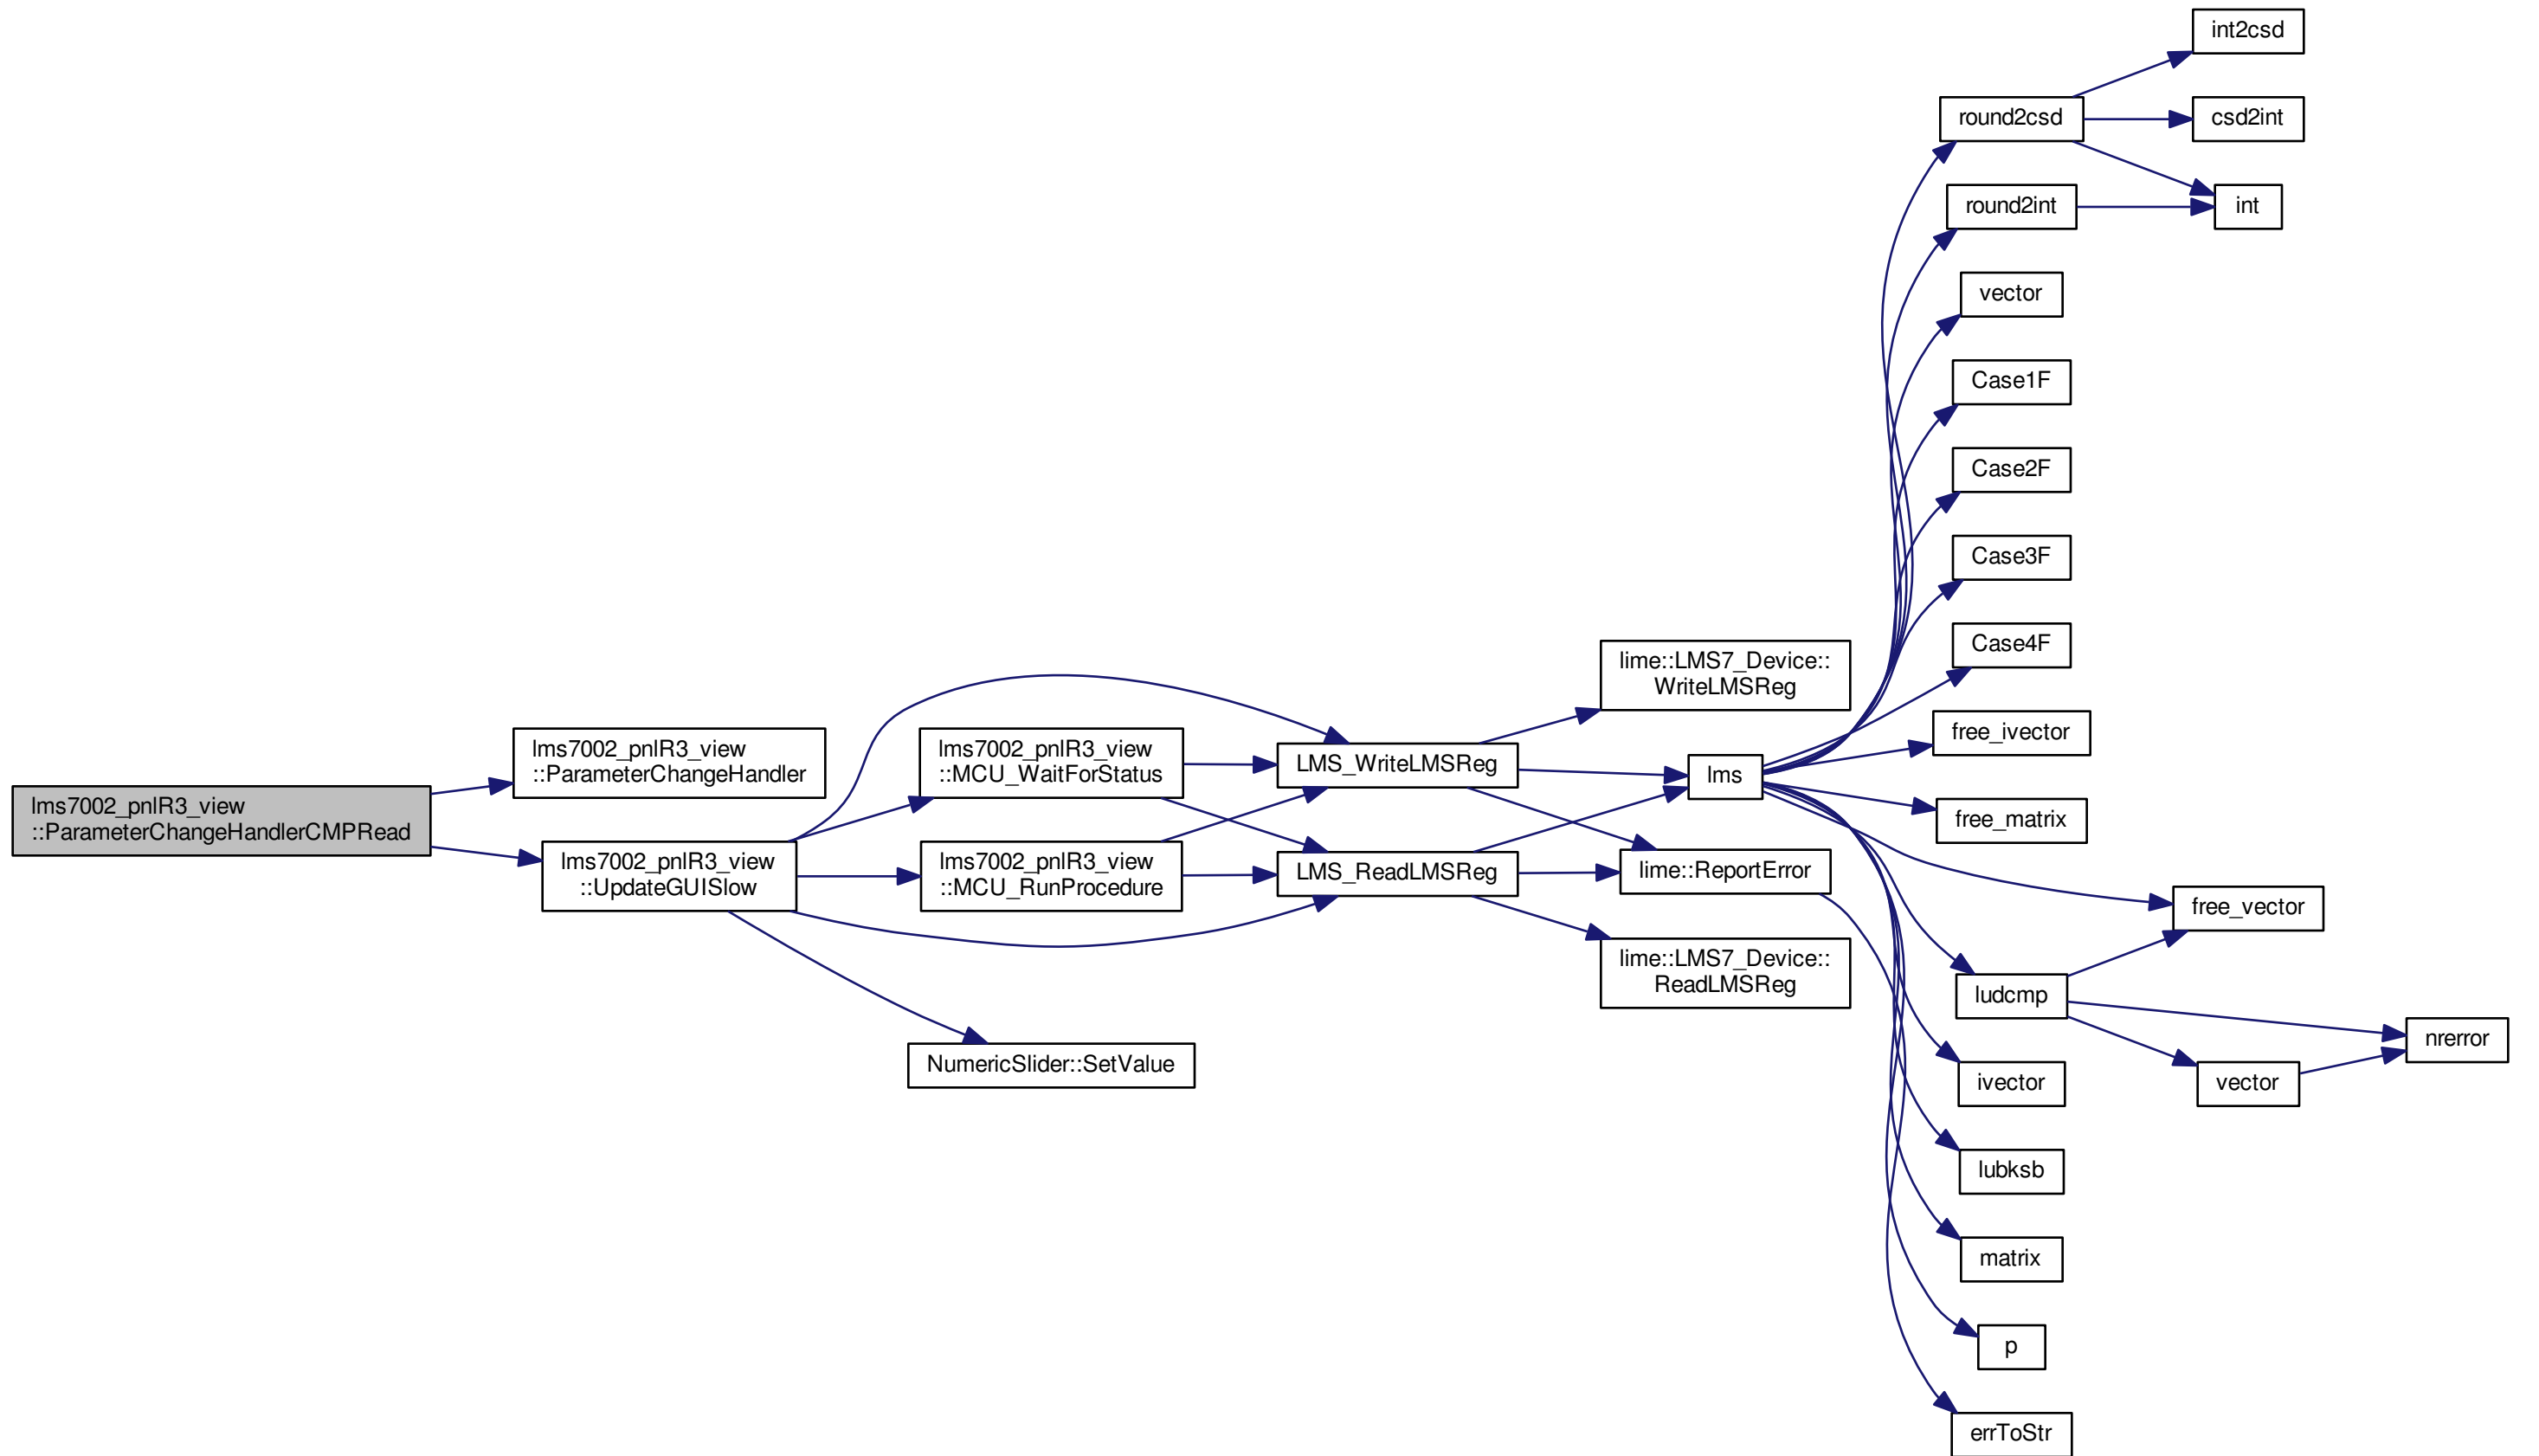 lms7002_pnlR3_view
::ParameterChangeHandlerCMPRead
lms7002_pnlR3_view
::ParameterChangeHandler
lms7002_pnlR3_view
::UpdateGUISlow
lms7002_pnlR3_view
::MCU_WaitForStatus
lms7002_pnlR3_view
::MCU_RunProcedure
NumericSlider::SetValue
LMS_WriteLMSReg
LMS_ReadLMSReg
lime::LMS7_Device::
WriteLMSReg
lime::ReportError
lime::LMS7_Device::
ReadLMSReg
lms
round2csd
round2int
vector
Case1F
Case2F
Case3F
Case4F
free_ivector
free_matrix
ludcmp
ivector
lubksb
matrix
p
errToStr
int2csd
csd2int
int
free_vector
vector
nrerror